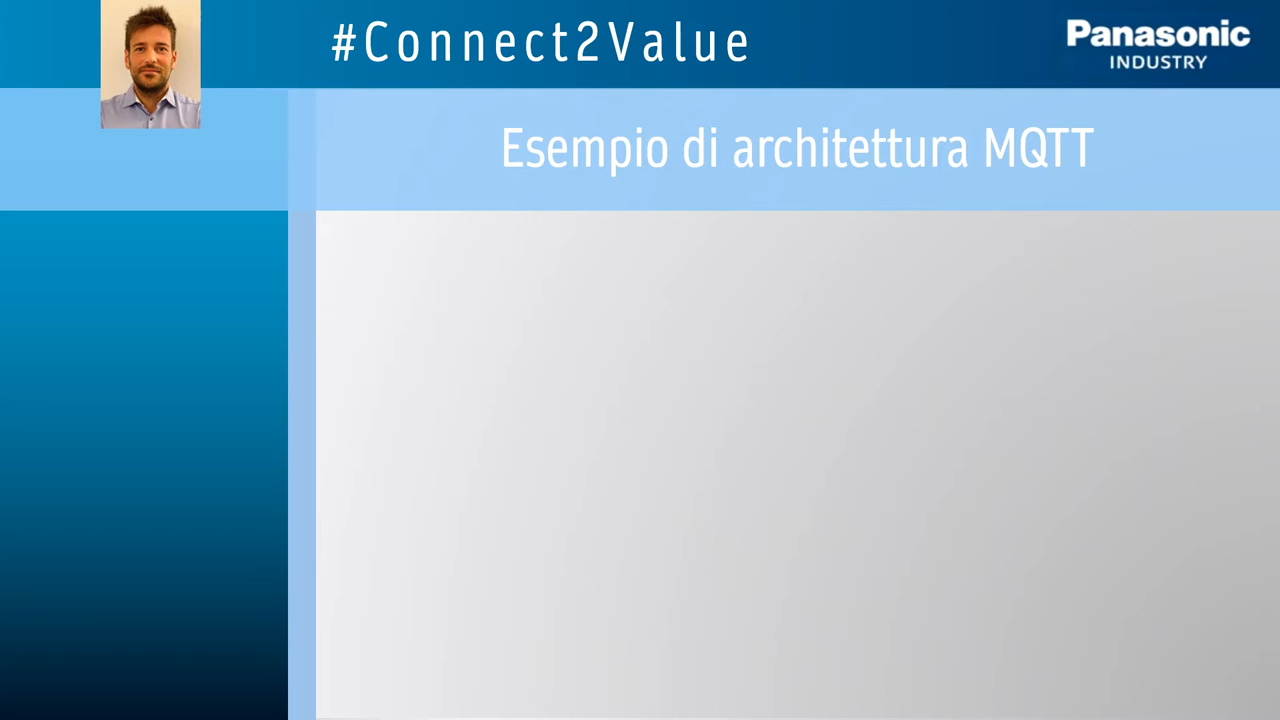 #Connect2Value
Panasonic
INDUSTRY
Esempio di architettura MQTT